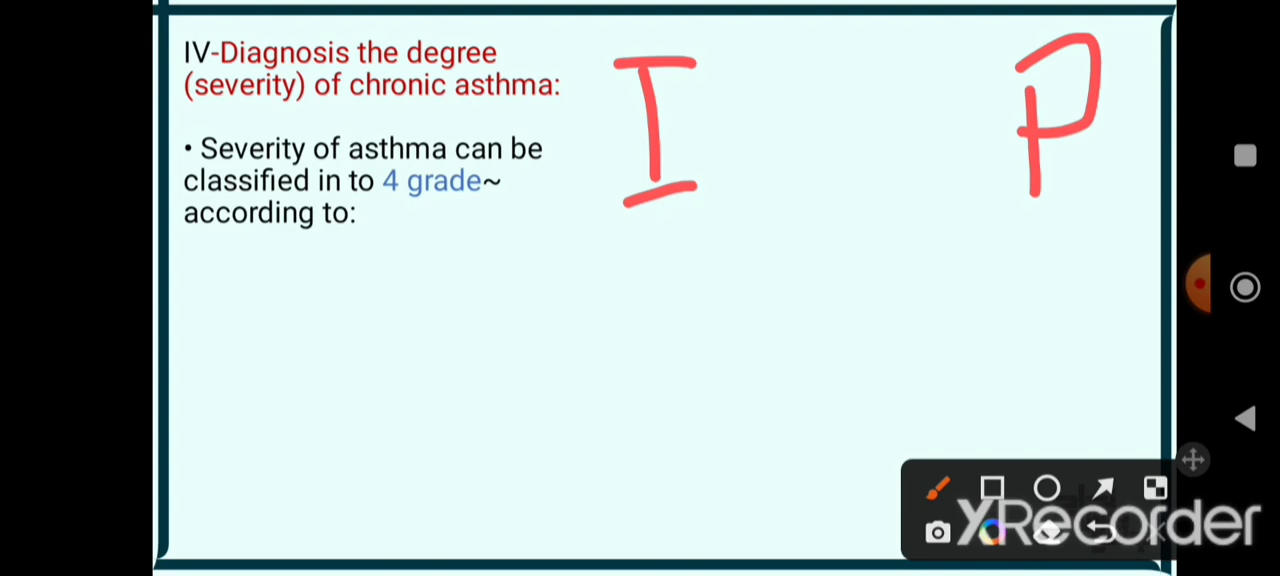 IV-Diagnosis the degree
(severity) of chronic asthma:
• Severity of asthma can be
classified in to 4 grade~
according to:
I
P
XRecorder